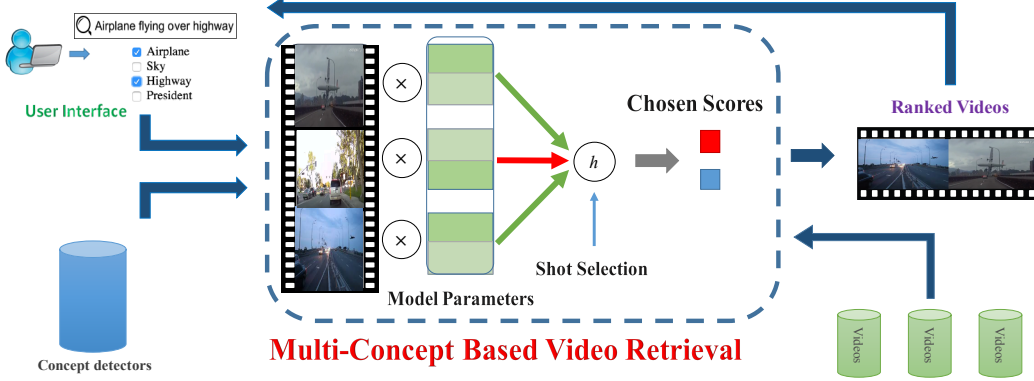 Airplane flying over highway
Airplane
Sky
Highway
President
User Interface
Concept detectors
×
×
×
Model Parameters
h
Shot Selection
Chosen Scores
Multi-Concept Based Video Retrieval
Ranked Videos
Videos
Videos
Videos